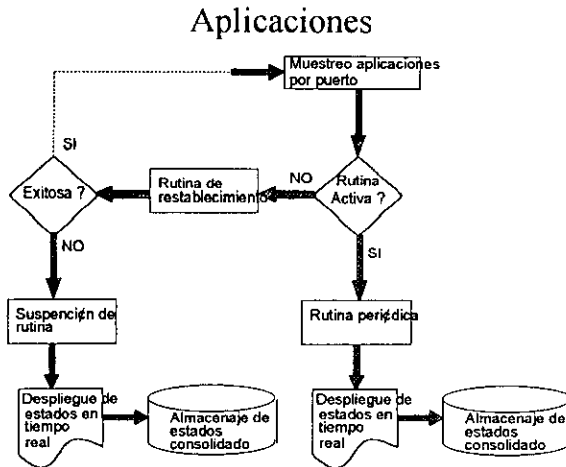 Aplicaciones
Muestreo aplicaciones
por puerto
SI
NO
Exitosa ?
Rutina de
restablecimiento
Rutina
Activa ?
NO
SI
Suspención de
rutina
Rutina periédica
Despliegue de
estados en
tiempo
real
Almacenaje de
estados
consolidado
Despliegue de
estados en
tiempo
real
Almacenaje de
estados
consolidado